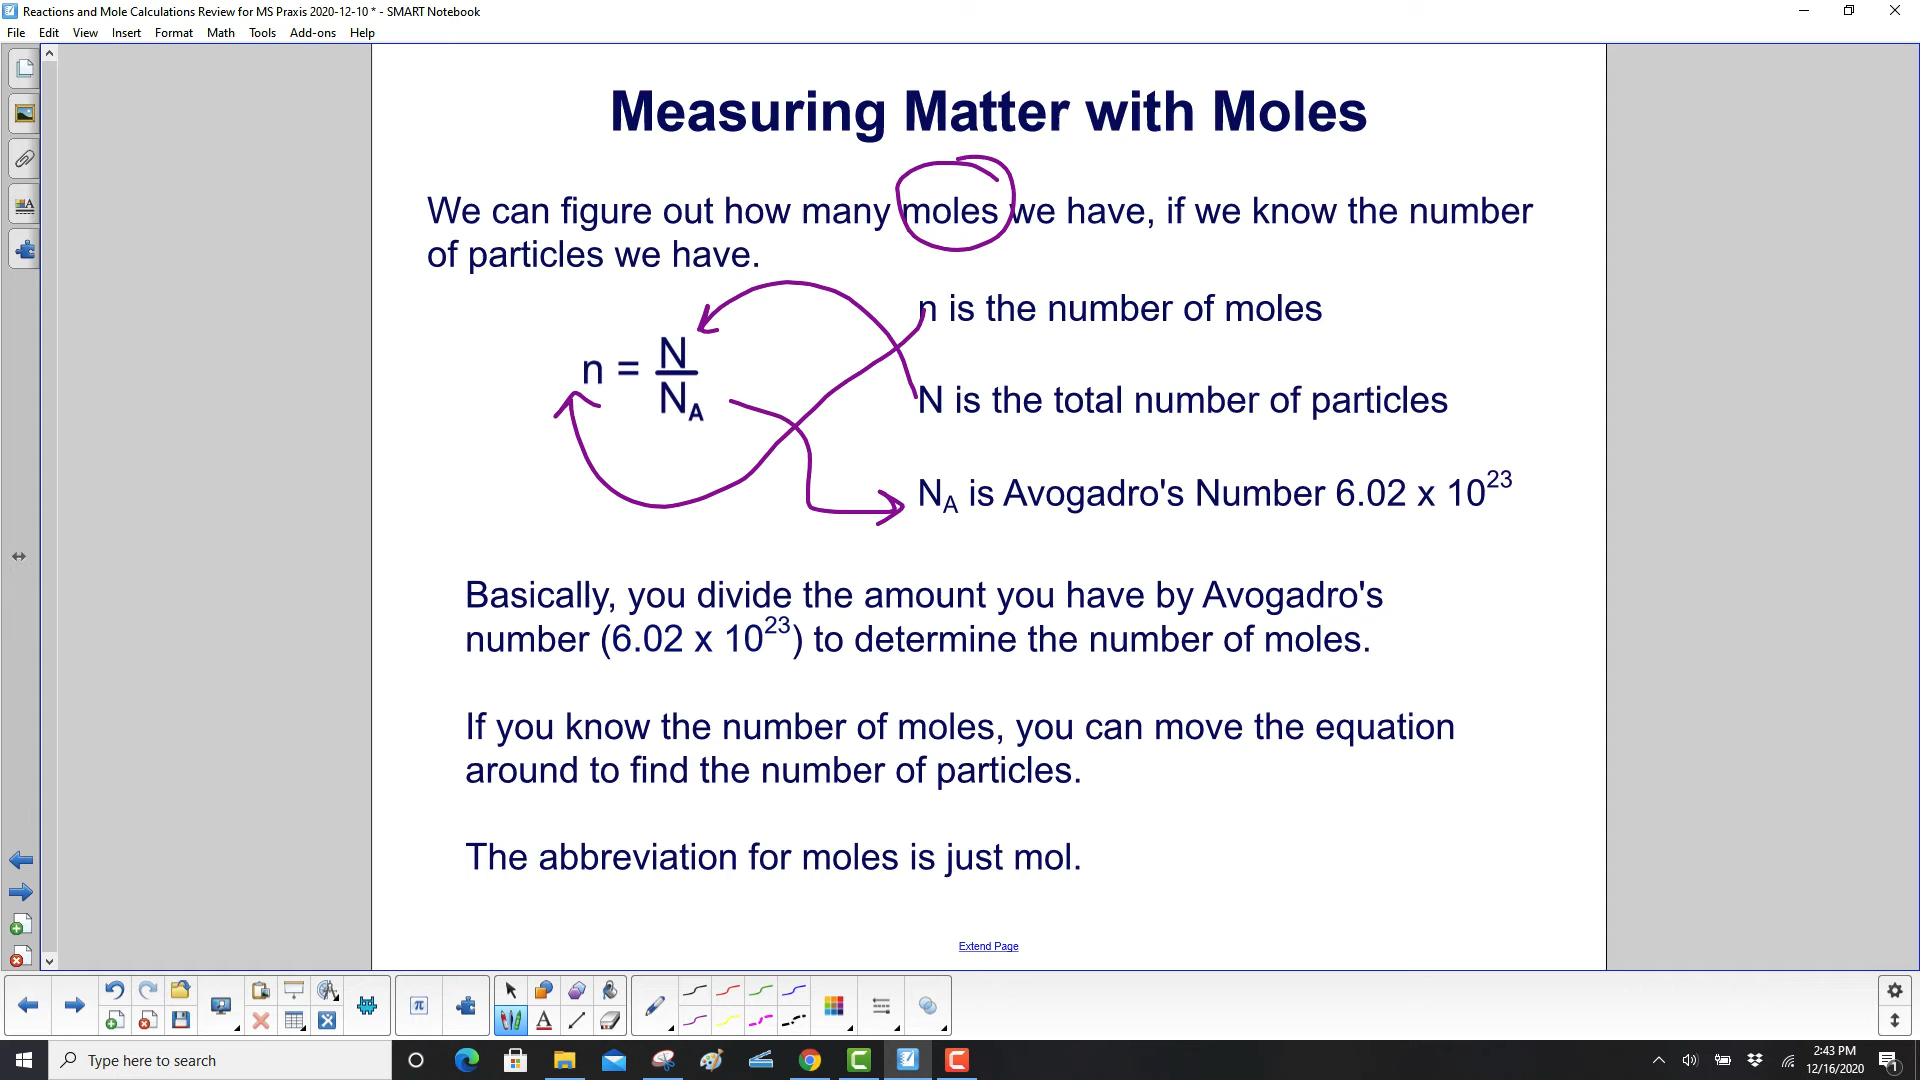 Reactions and Mole Calculations Review for MS Praxis 2020-12-10 * - SMART Notebook
File Edit View Insert Format Math Tools Add-ons Help
Measuring Matter with Moles
We can figure out how many moles we have, if we know the number
of particles we have.
n is the number of moles
n = N
N_A
N is the total number of particles
N_A is Avogadro's Number 6.02 x 10^23
Basically, you divide the amount you have by Avogadro's
number (6.02 x 10^23) to determine the number of moles.
If you know the number of moles, you can move the equation
around to find the number of particles.
The abbreviation for moles is just mol.
Extend Page
π
A
Type here to search
2:43 PM
12/16/2020
1